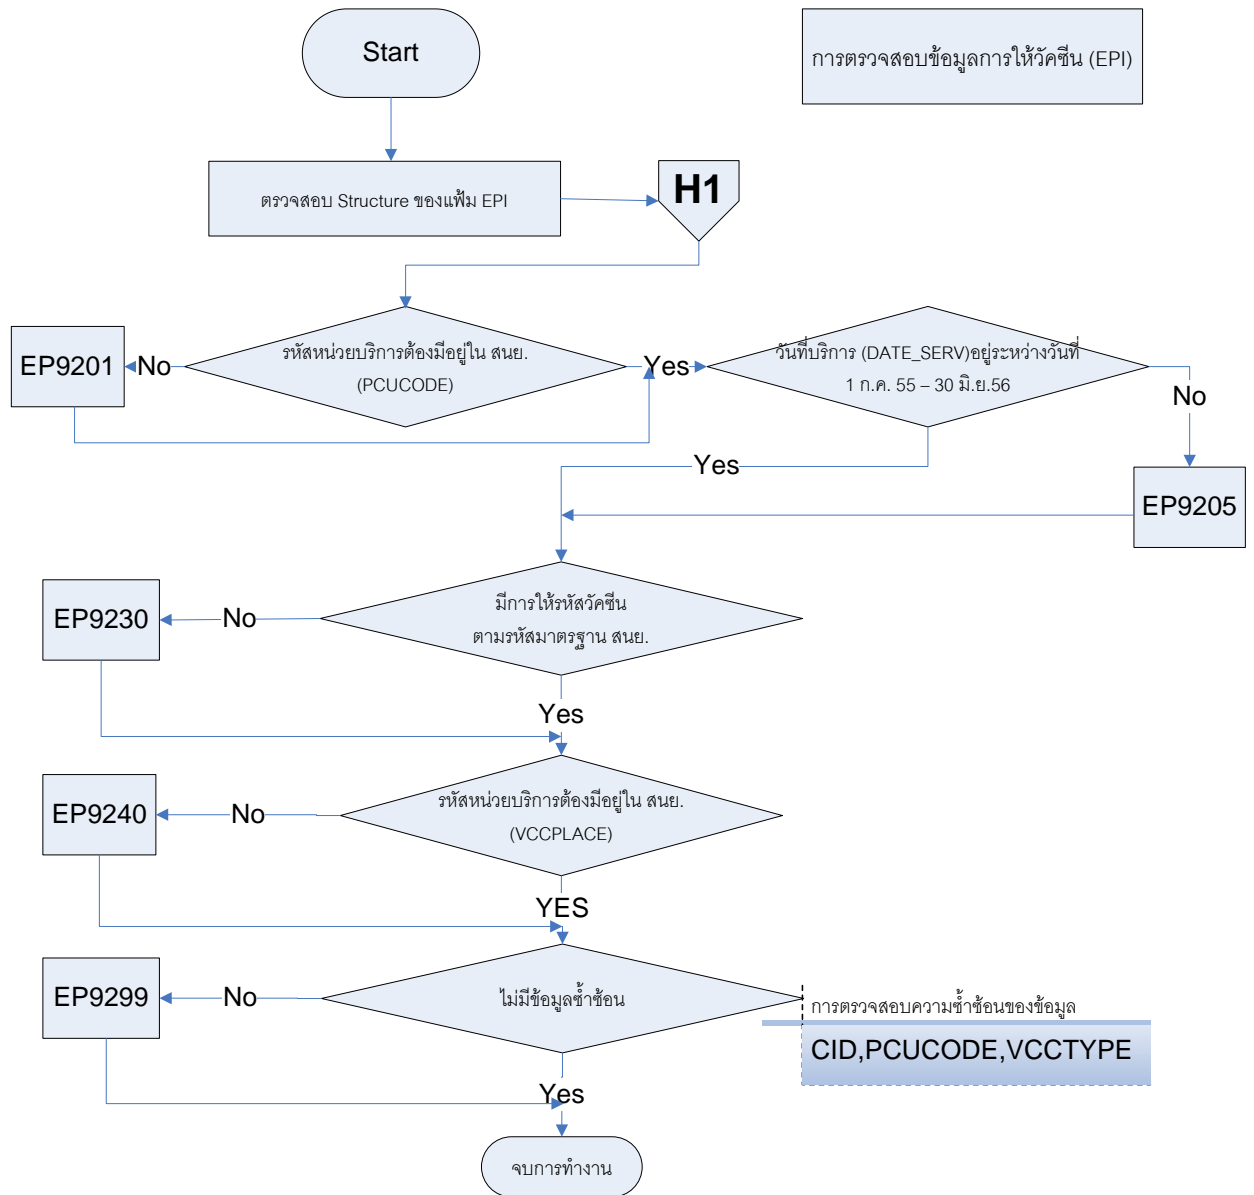 Start
การตรวจสอบข้อมูลการให้วัคซีน (EPI)
ตรวจสอบ Structure ของแฟ้ม EPI
H1
EP9201
No
รหัสหน่วยบริการต้องมีอยู่ใน สนย.
(PCUCODE)
Yes
วันที่บริการ (DATE_SERV)อยู่ระหว่างวันที่
1 ก.ค. 55 – 30 มิ.ย.56
No
Yes
EP9205
EP9230
No
มีการให้รหัสวัคซีน
ตามรหัสมาตรฐาน สนย.
Yes
EP9240
No
รหัสหน่วยบริการต้องมีอยู่ใน สนย.
(VCCPLACE)
YES
EP9299
No
ไม่มีข้อมูลซ้ำซ้อน
การตรวจสอบความซ้ำซ้อนของข้อมูล
CID,PCUCODE,VCCTYPE
Yes
จบการทำงาน